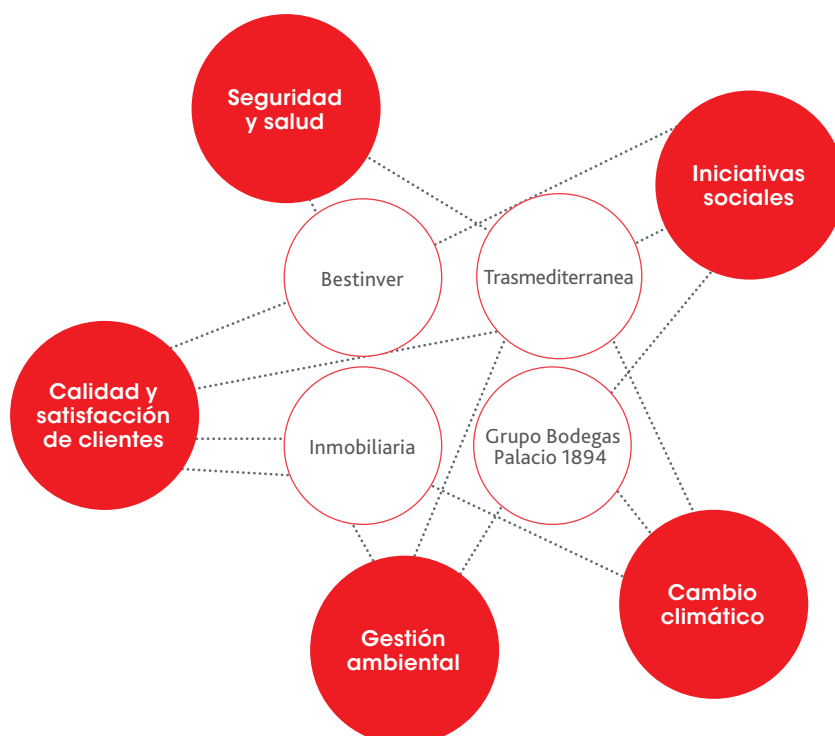 Seguridad
y salud
Iniciativas
sociales
Bestinver
Trasmediterranea
Calidad y
satisfacción
de clientes
Inmobiliaria
Grupo Bodegas
Palacio 1894
Cambio
climático
Gestión
ambiental